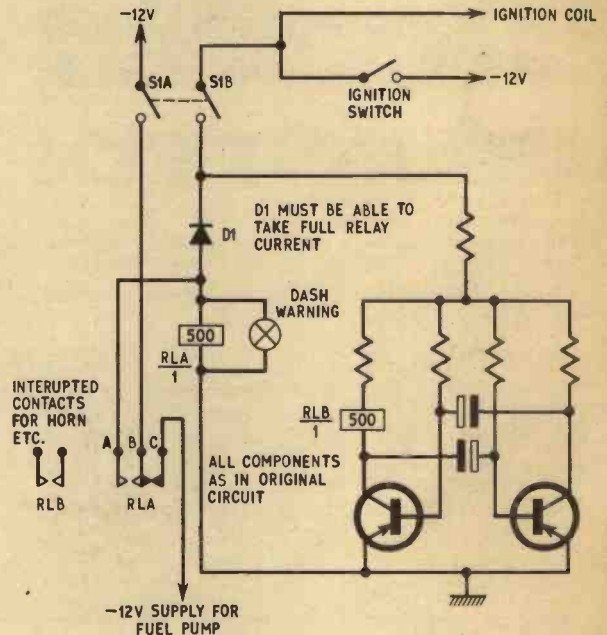 -12V
IGNITION COIL
S1A
S1B
-12V
IGNITION
SWITCH
D1 MUST BE ABLE TO
TAKE FULL RELAY
CURRENT
D1
DASH
WARNING
500
RLA
1
INTERUPTED
CONTACTS
FOR HORN
ETC.
A
B
C
RLB
1
500
ALL COMPONENTS
AS IN ORIGINAL
CIRCUIT
RLB
RLA
-12V SUPPLY FOR
FUEL PUMP